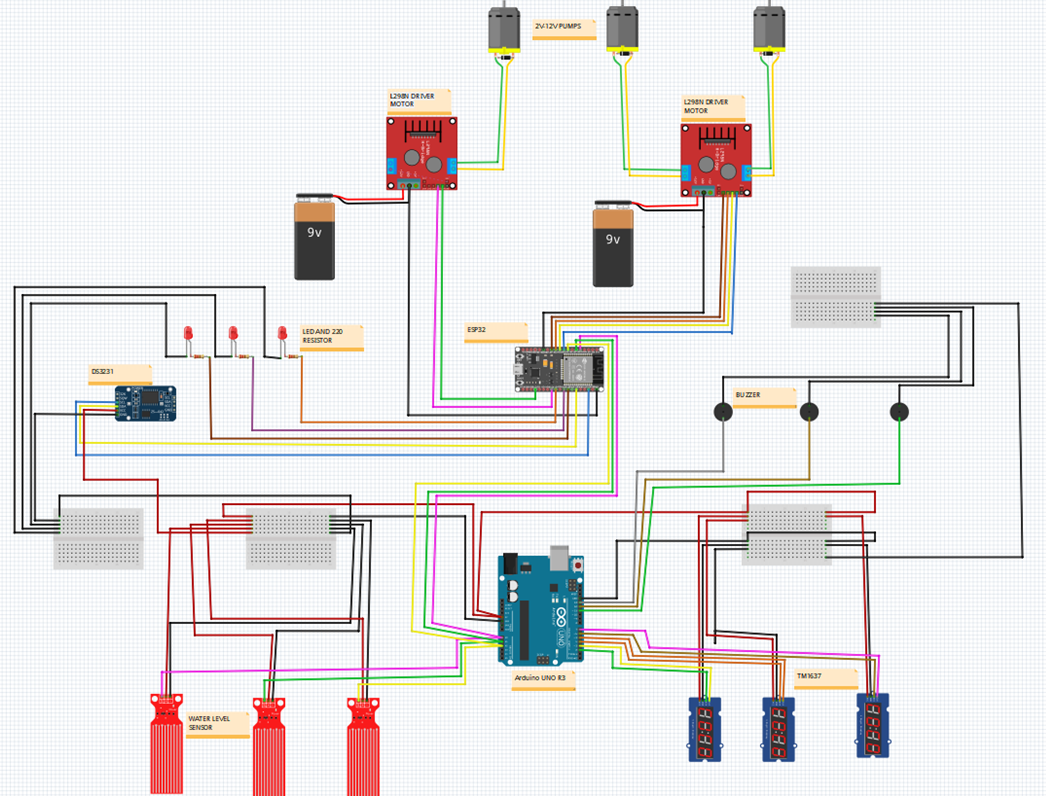 2V-12V PUMPS
L298N DRIVER
MOTOR
L298N DRIVER
MOTOR
9v
9v
LED AND 220
RESISTOR
ESP32
DS3231
BUZZER
UNO
Arduino UNO R3
TM1637
WATER LEVEL
SENSOR